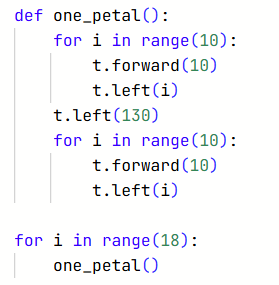 def one_petal():
    for i in range(10):
        t.forward(10)
        t.left(i)
    t.left(130)
    for i in range(10):
        t.forward(10)
        t.left(i)

for i in range(18):
    one_petal()